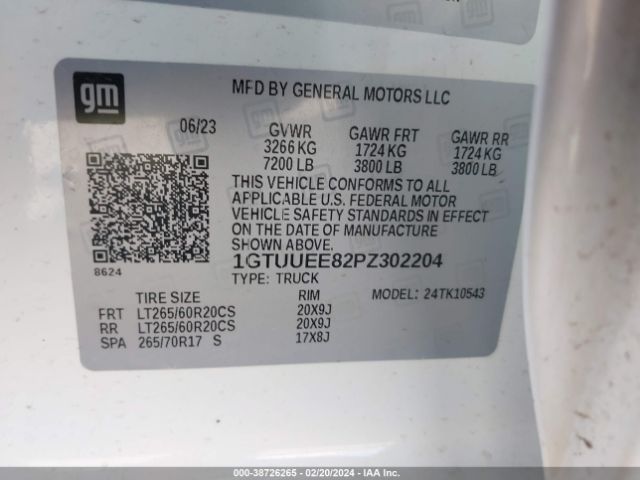 gm
MFD BY GENERAL MOTORS LLC
06/23 GVWR GAWR FRT GAWR RR
3266 KG 1724 KG 1724 KG
7200 LB 3800 LB 3800 LB
THIS VEHICLE CONFORMS TO ALL
APPLICABLE U.S. FEDERAL MOTOR
VEHICLE SAFETY STANDARDS IN EFFECT
ON THE DATE OF MANUFACTURE
8624
1GTUUEE82PZ302204
TYPE: TRUCK MODEL: 24TK10543
TIRE SIZE RIM
FRT LT265/60R20CS 20X9J
RR LT265/60R20CS 20X9J
SPA 265/70R17 S 17X8J
000-38726265 - 02/20/2024 - IAA Inc.